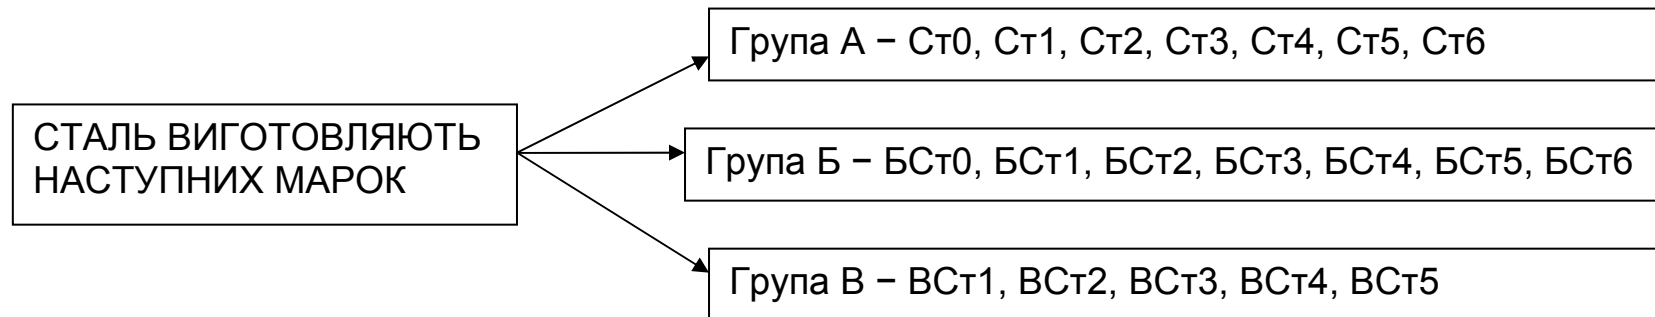 Група А − Ст0, Ст1, Ст2, Ст3, Ст4, Ст5, Ст6
СТАЛЬ ВИГОТОВЛЯЮТЬ
НАСТУПНИХ МАРОК
Група Б − БСт0, БСт1, БСт2, БСт3, БСт4, БСт5, БСт6
Група В − ВСт1, ВСт2, ВСт3, ВСт4, ВСт5